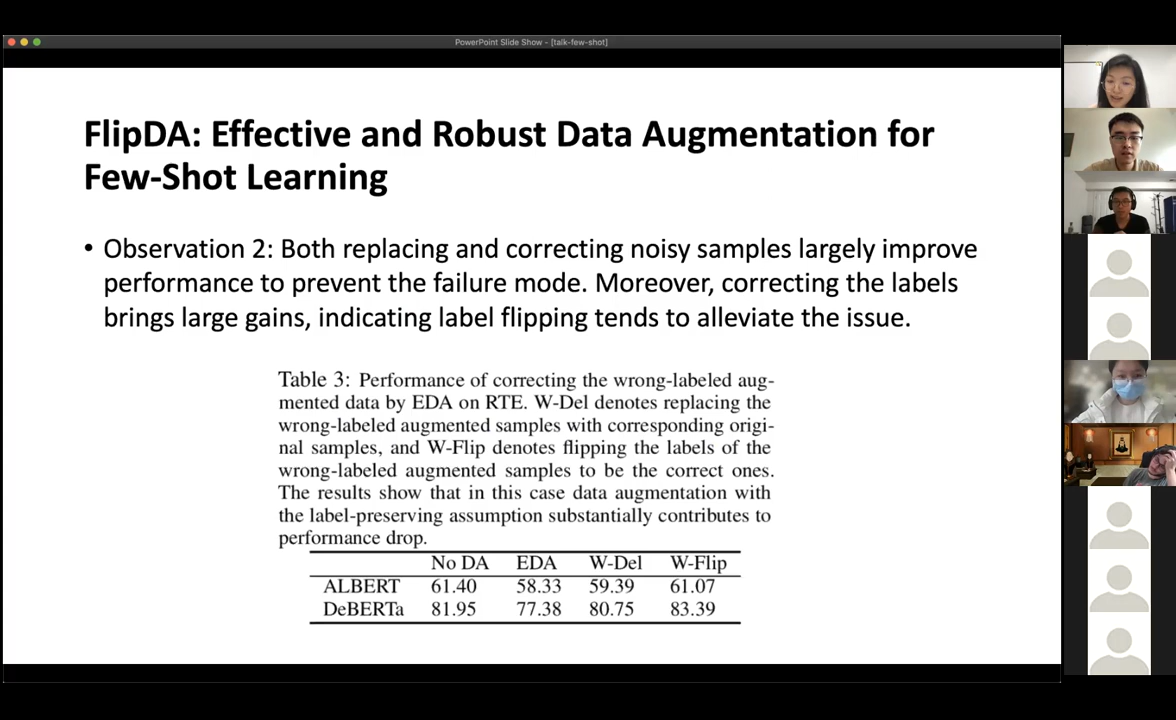 PowerPoint Slide Show - [talk-few-shot]
FlipDA: Effective and Robust Data Augmentation for
Few-Shot Learning
• Observation 2: Both replacing and correcting noisy samples largely improve
performance to prevent the failure mode. Moreover, correcting the labels
brings large gains, indicating label flipping tends to alleviate the issue.
Table 3: Performance of correcting the wrong-labeled aug-
mented data by EDA on RTE. W-Del denotes replacing the
wrong-labeled augmented samples with corresponding origi-
nal samples, and W-Flip denotes flipping the labels of the
wrong-labeled augmented samples to be the correct ones.
The results show that in this case data augmentation with
the label-preserving assumption substantially contributes to
performance drop.
No DA EDA W-Del W-Flip
ALBERT 61.40 58.33 59.39 61.07
DeBERTa 81.95 77.38 80.75 83.39